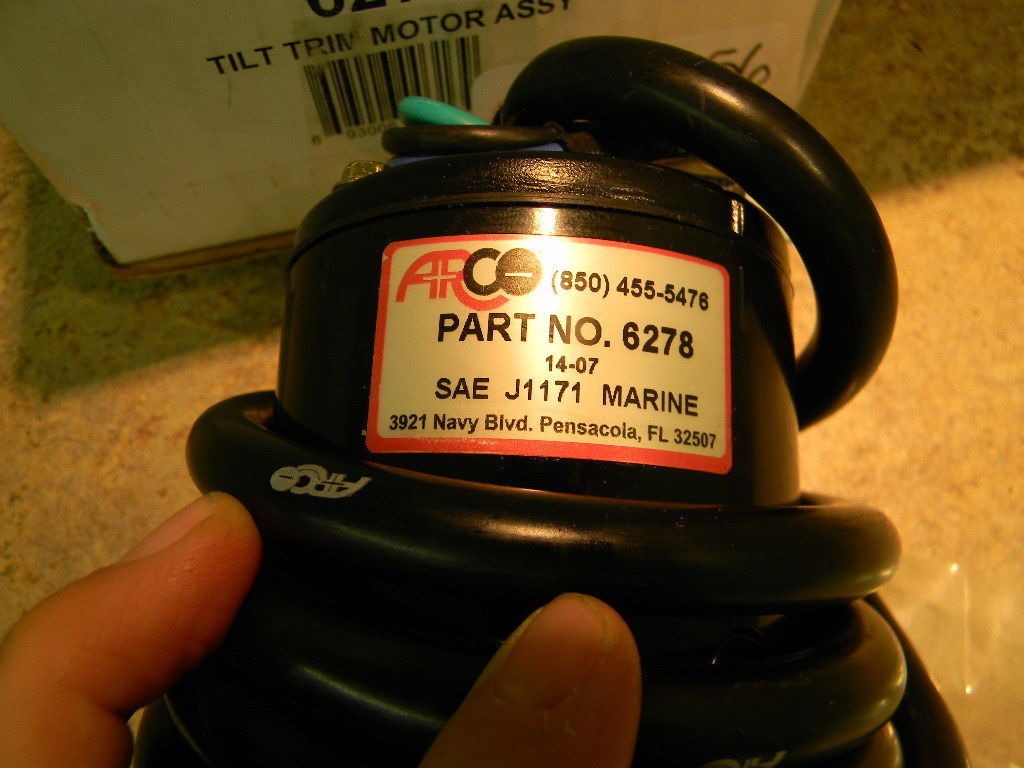 TILT TRIM MOTOR ASSY
ARCO (850) 455-5476
PART NO. 6278
14-07
SAE J1171 MARINE
3921 Navy Blvd. Pensacola, FL 32507
ARCO